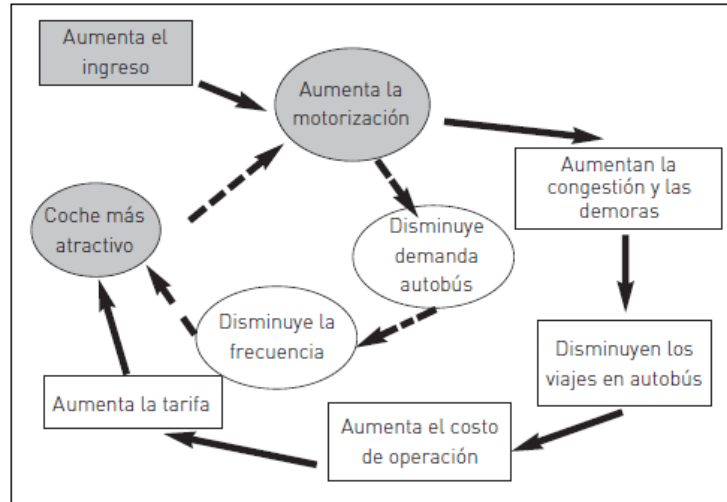 Aumenta el
ingreso
Aumenta la
motorización
Aumentan la
congestión y las
demoras
Coche más
atractivo
Disminuye
demanda
autobús
Disminuye la
frecuencia
Disminuyen los
viajes en autobús
Aumenta la tarifa
Aumenta el costo
de operación